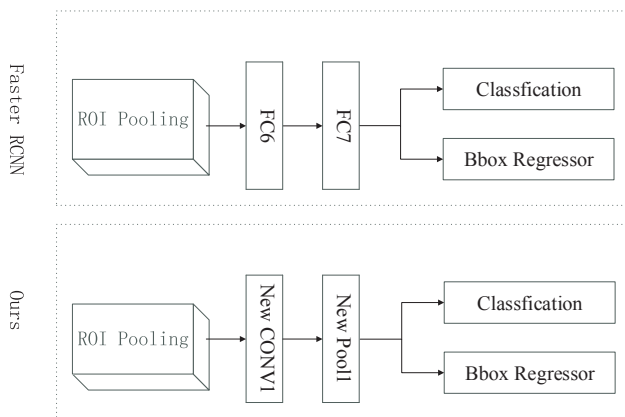 Faster RCNN
ROI Pooling
FC6
FC7
Classfication
Bbox Regressor
Ours
ROI Pooling
New CONV1
New Pool1
Classfication
Bbox Regressor